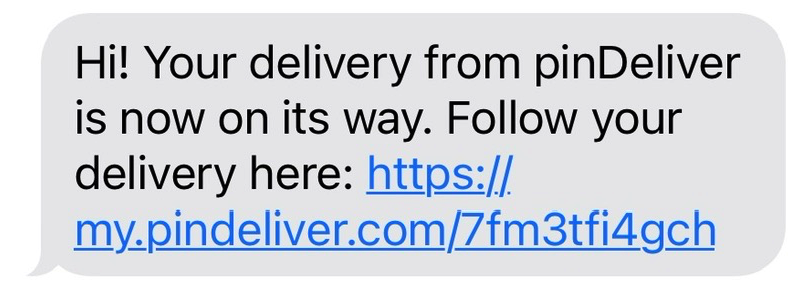 Hi! Your delivery from pinDeliver
is now on its way. Follow your
delivery here: https://
my.pindeliver.com/7fm3tfi4gch